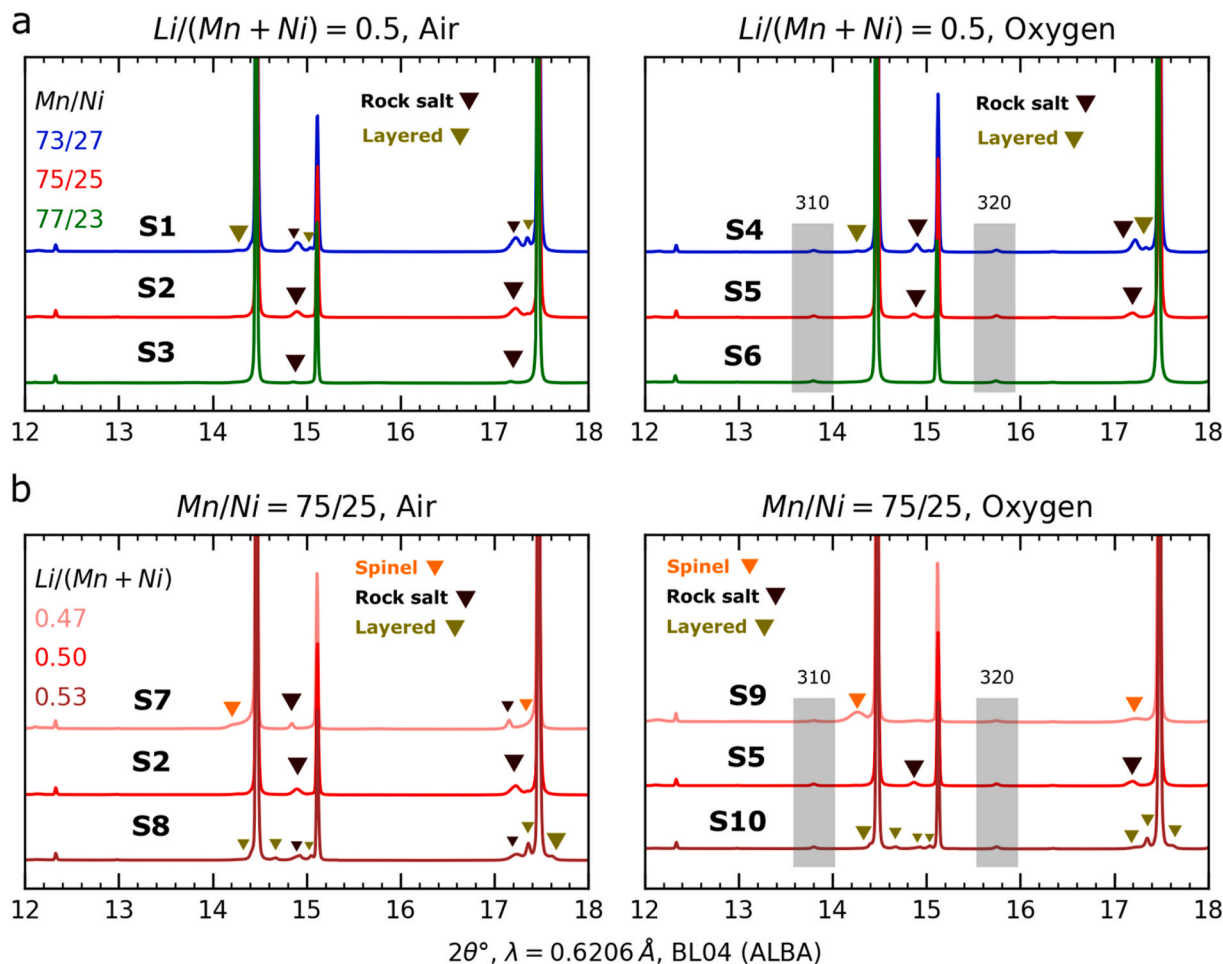 a
Li/(Mn + Ni) = 0.5, Air
Mn/Ni
73/27
75/25
77/23
Rock salt
Layered
S1
S2
S3
12 13 14 15 16 17 18
Li/(Mn + Ni) = 0.5, Oxygen
Rock salt
Layered
310
320
S4
S5
S6
12 13 14 15 16 17 18
b
Mn/Ni = 75/25, Air
Li/(Mn + Ni)
0.47
0.50
0.53
Spinel
Rock salt
Layered
S7
S2
S8
12 13 14 15 16 17 18
Mn/Ni = 75/25, Oxygen
Spinel
Rock salt
Layered
310
320
S9
S5
S10
12 13 14 15 16 17 18
2θ°, λ = 0.6206 Å, BL04 (ALBA)